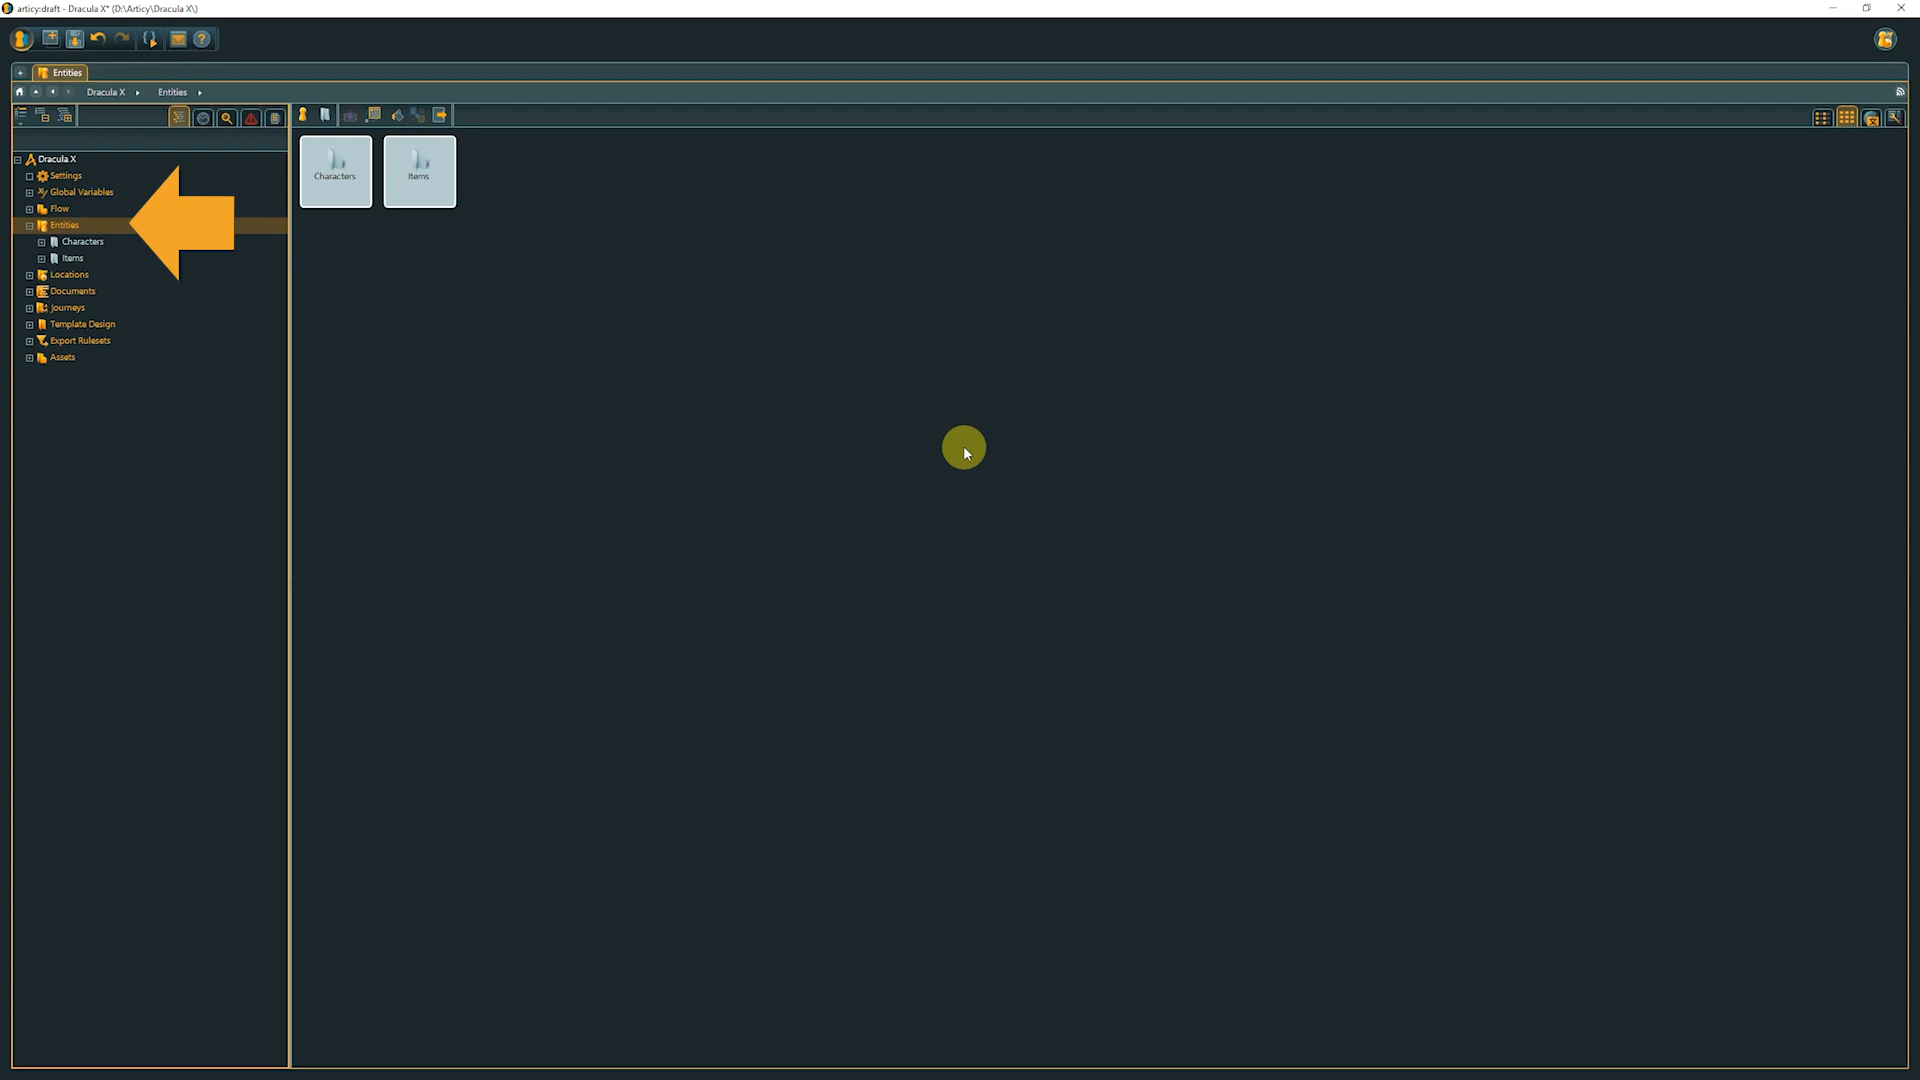 articy:draft - Dracula X* (D:\Articy\Dracula X\)
Entities
Dracula X
Entities
Characters
Items
Dracula X
Settings
Global Variables
Flow
Entities
Characters
Items
Locations
Documents
Journeys
Template Design
Export Rulesets
Assets